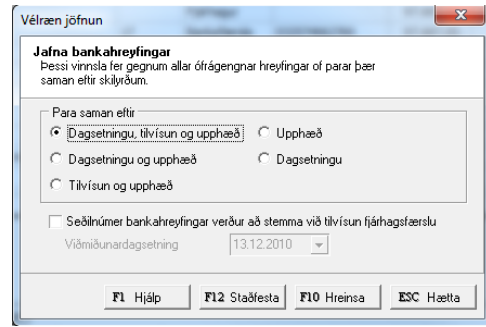 Vélræn jöfnun
Jafna bankahreyfingar
Þessi vinnsla fer gegnum allar ófrágengnar hreyfingar of parar þær
saman eftir skilyrðum.
Para saman eftir
Dagsetningu, tilvísun og upphæð
Upphæð
Dagsetningu og upphæð
Dagsetningu
Tilvísun og upphæð
Seðilnúmer bankahreyfingar verður að stemma við tilvísun fjárhagsfærslu
Viðmiðunardagsetning
13.12.2010
F1 Hjálp
F12 Staðfesta
F10 Hreinsa
ESC Hætta